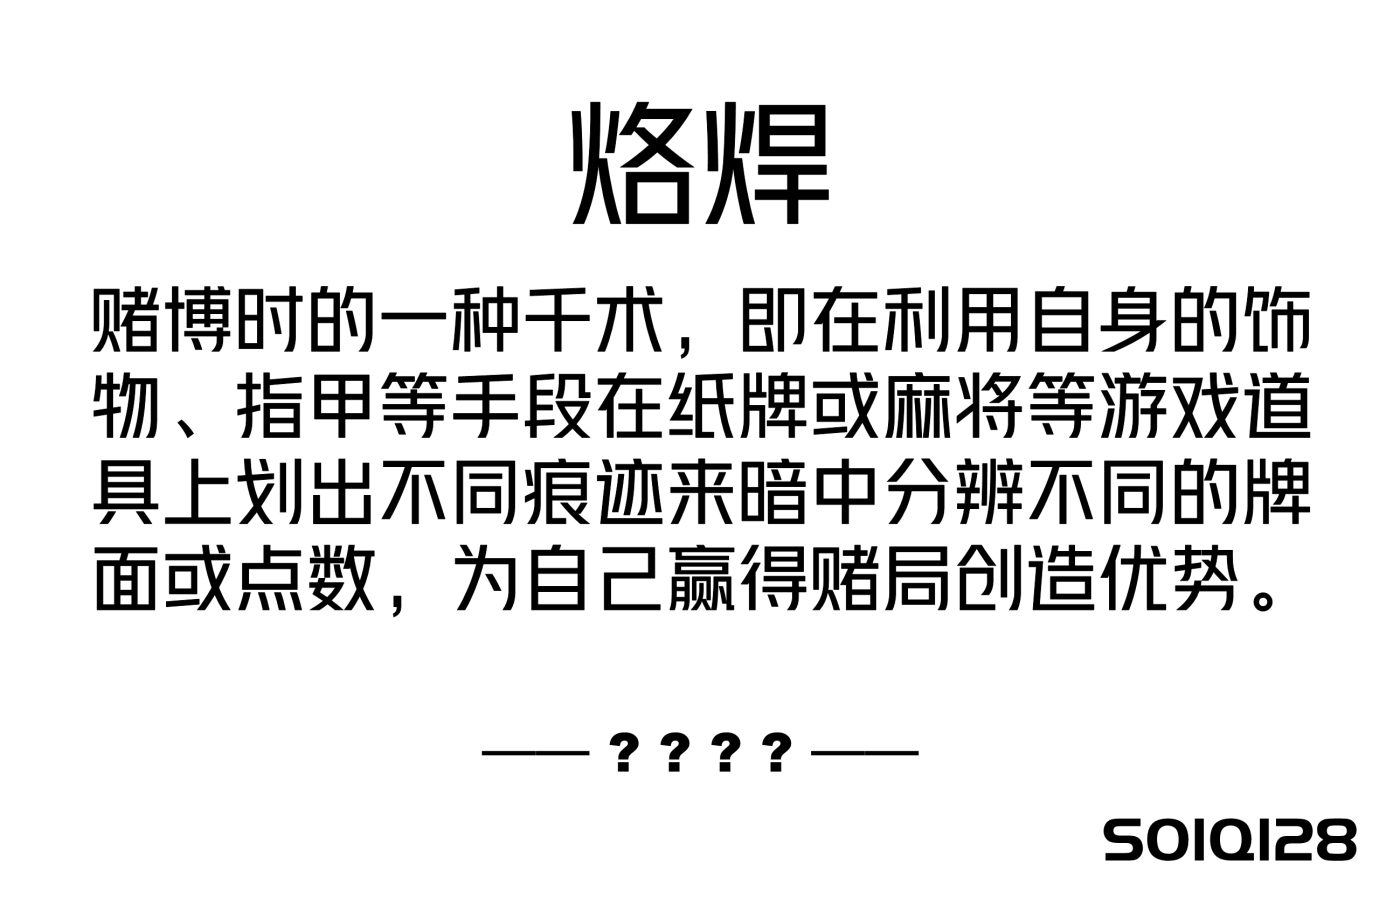 烙焊
赌博时的一种千术，即在利用自身的饰
物、指甲等手段在纸牌或麻将等游戏道
具上划出不同痕迹来暗中分辨不同的牌
面或点数，为自己赢得赌局创造优势。
——？？？？——
S01Q128